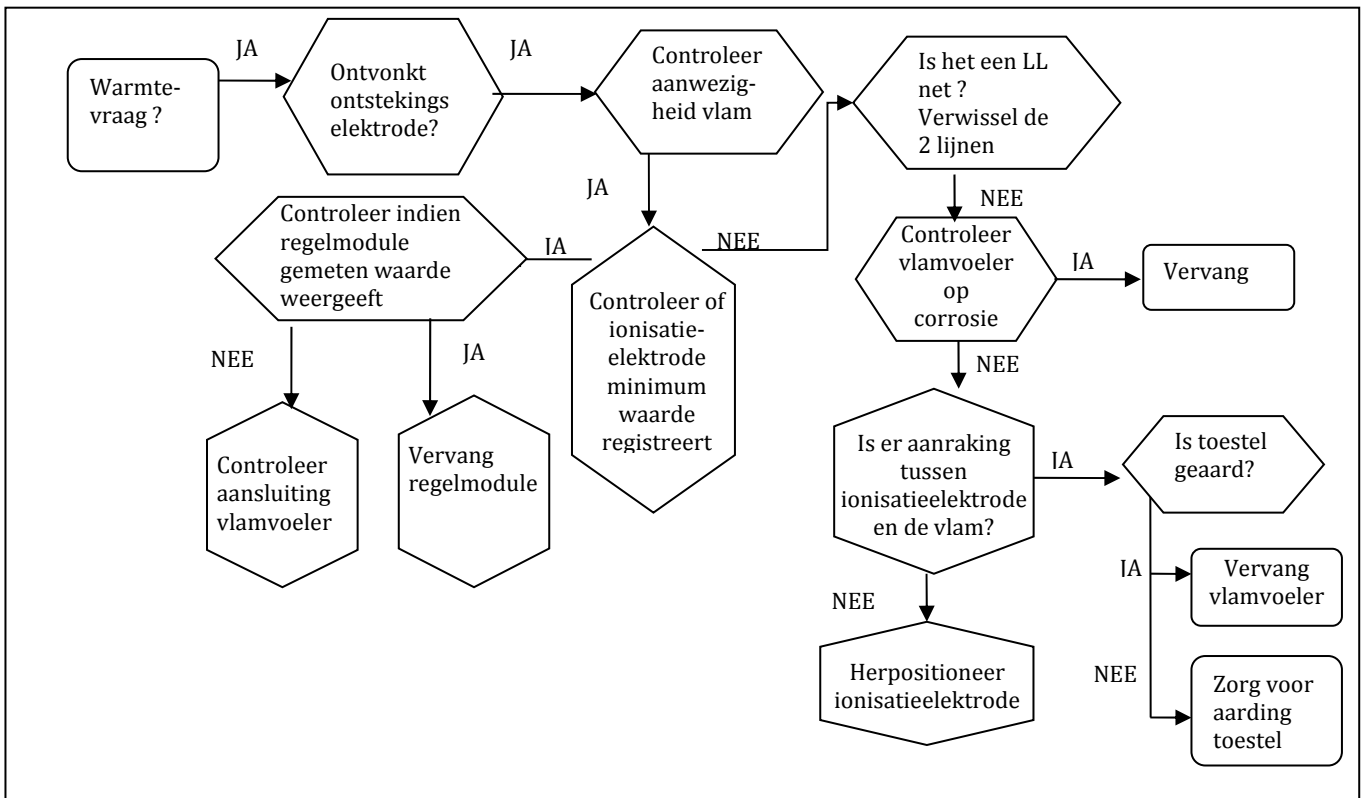 Warmte-
vraag ?
JA
Ontvonkt
ontstekings
elektrode?
JA
Controleer
aanwezig-
heid vlam
Is het een LL
net ?
Verwissel de
2 lijnen
JA
NEE
NEE
Controleer indien
regelmodule
gemeten waarde
weergeeft
JA
Controleer of
ionisatie-
elektrode
minimum
waarde
registreert
Controleer
vlamvoeler
op
corrosie
JA
Vervang
NEE
JA
NEE
Controleer
aansluiting
vlamvoeler
Vervang
regelmodule
Is er aanraking
tussen
ionisatieelektrode
en de vlam?
JA
Is toestel
geaard?
JA
Vervang
vlamvoeler
NEE
Herpositioneer
ionisatieelektrode
NEE
Zorg voor
aarding
toestel